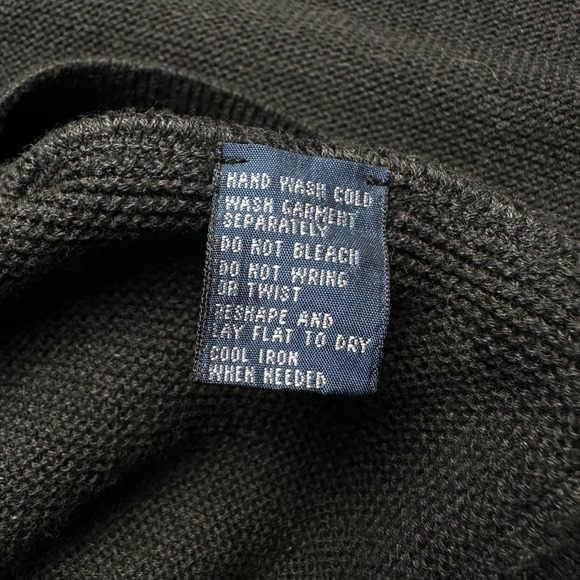 HAND WASH COLD
WASH GARMENT
SEPARATELY
DO NOT BLEACH
DO NOT WRING
OR TWIST
RESHAPE AND
LAY FLAT TO DRY
COOL IRON
WHEN NEEDED